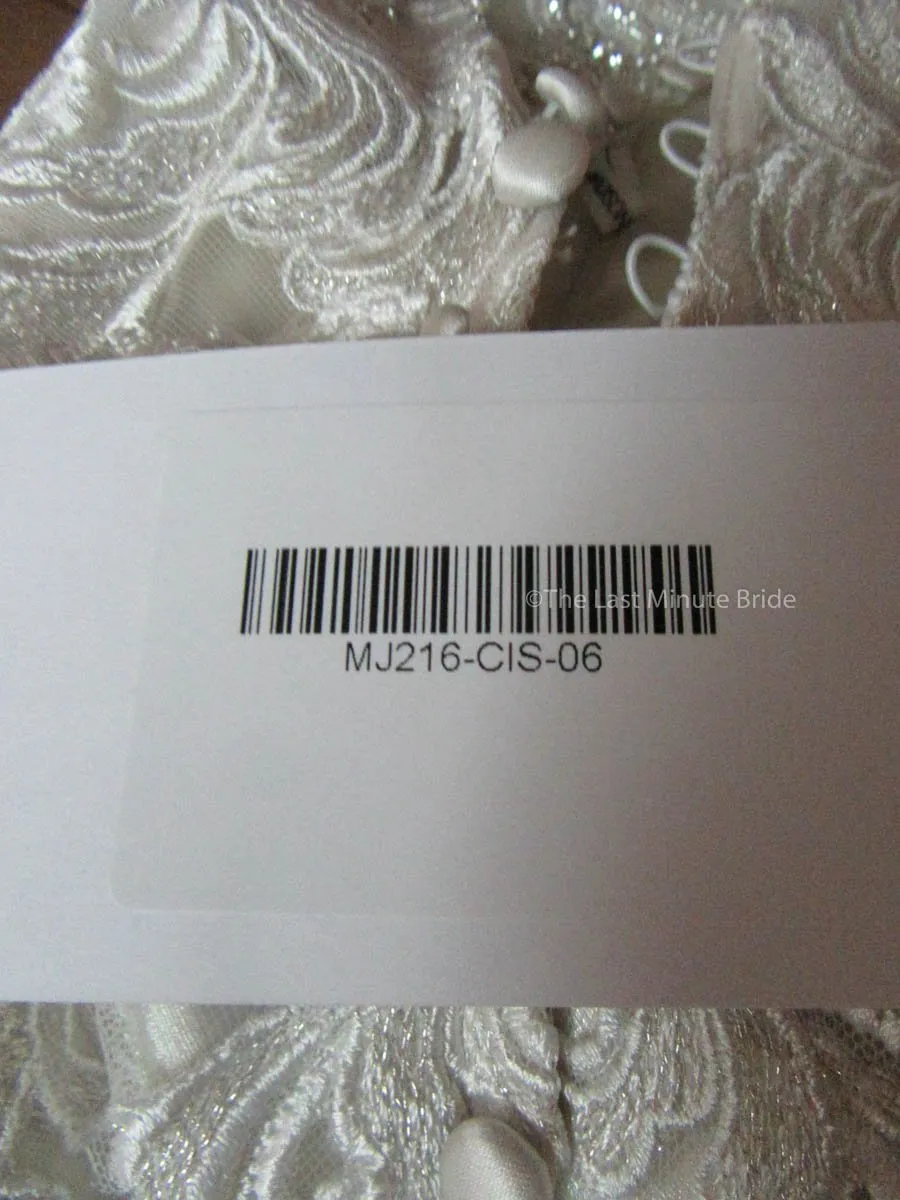 ©The Last Minute Bride
MJ216-CIS-06